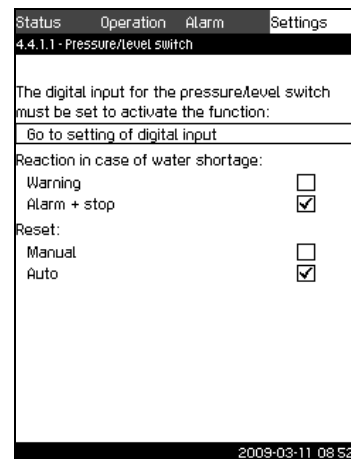 Status Operation Alarm Settings
4.4.1.1 - Pressure/level switch
The digital input for the pressure/level switch
must be set to activate the function:
Go to setting of digital input
Reaction in case of water shortage:
Warning
Alarm + stop
Reset:
Manual
Auto
2009-03-11 08:52